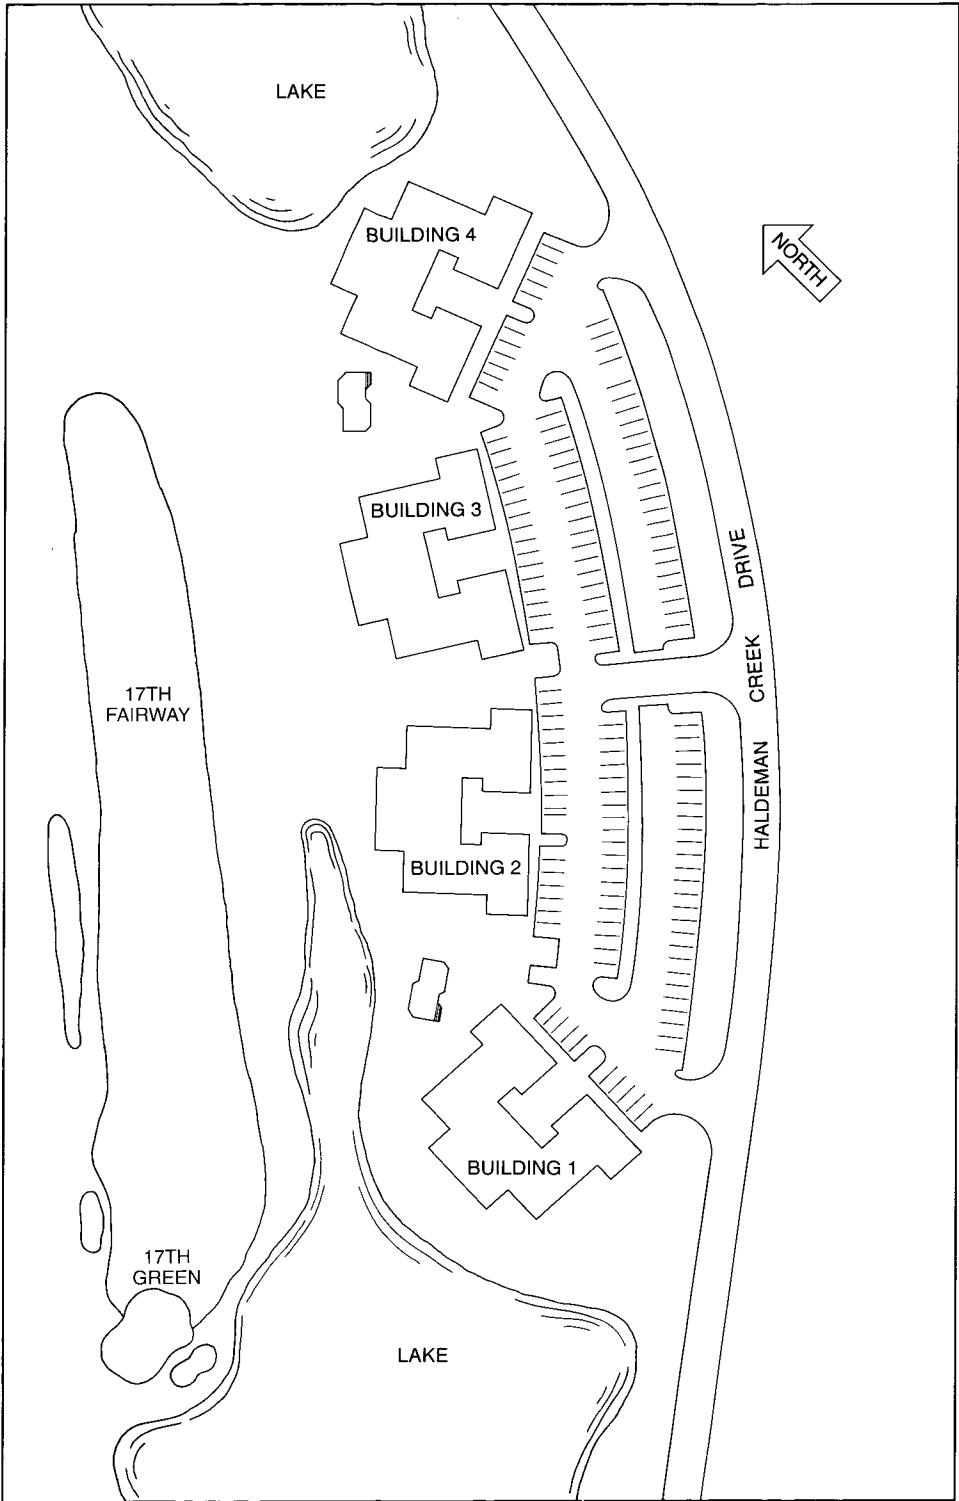 LAKE
BUILDING 4
NORTH
BUILDING 3
DRIVE
CREEK
HALDEMAN
17TH
FAIRWAY
BUILDING 2
BUILDING 1
17TH
GREEN
LAKE